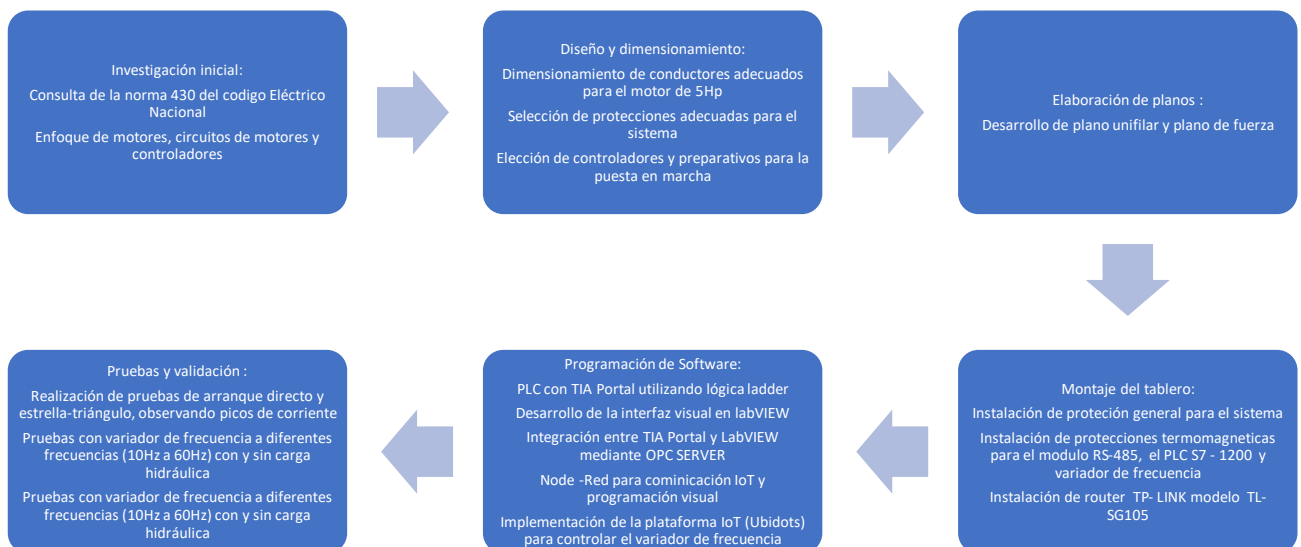 Investigación inicial:
Consulta de la norma 430 del codigo Eléctrico
Nacional
Enfoque de motores, circuitos de motores y
controladores
Diseño y dimensionamiento:
Dimensionamiento de conductores adecuados
para el motor de 5Hp
Selección de protecciones adecuadas para el
sistema
Elección de controladores y preparativos para la
puesta en marcha
Elaboración de planos :
Desarrollo de plano unifilar y plano de fuerza
Montaje del tablero:
Instalación de proteción general para el sistema
Instalación de protecciones termomagneticas
para el modulo RS-485, el PLC S7 - 1200 y
variador de frecuencia
Instalación de router TP- LINK modelo TL-
SG105
Programación de Software:
PLC con TIA Portal utilizando lógica ladder
Desarrollo de la interfaz visual en labVIEW
Integración entre TIA Portal y LabVIEW
mediante OPC SERVER
Node -Red para cominicación IoT y
programación visual
Implementación de la plataforma IoT (Ubidots)
para controlar el variador de frecuencia
Pruebas y validación :
Realización de pruebas de arranque directo y
estrella-triángulo, observando picos de corriente
Pruebas con variador de frecuencia a diferentes
frecuencias (10Hz a 60Hz) con y sin carga
hidráulica
Pruebas con variador de frecuencia a diferentes
frecuencias (10Hz a 60Hz) con y sin carga
hidráulica